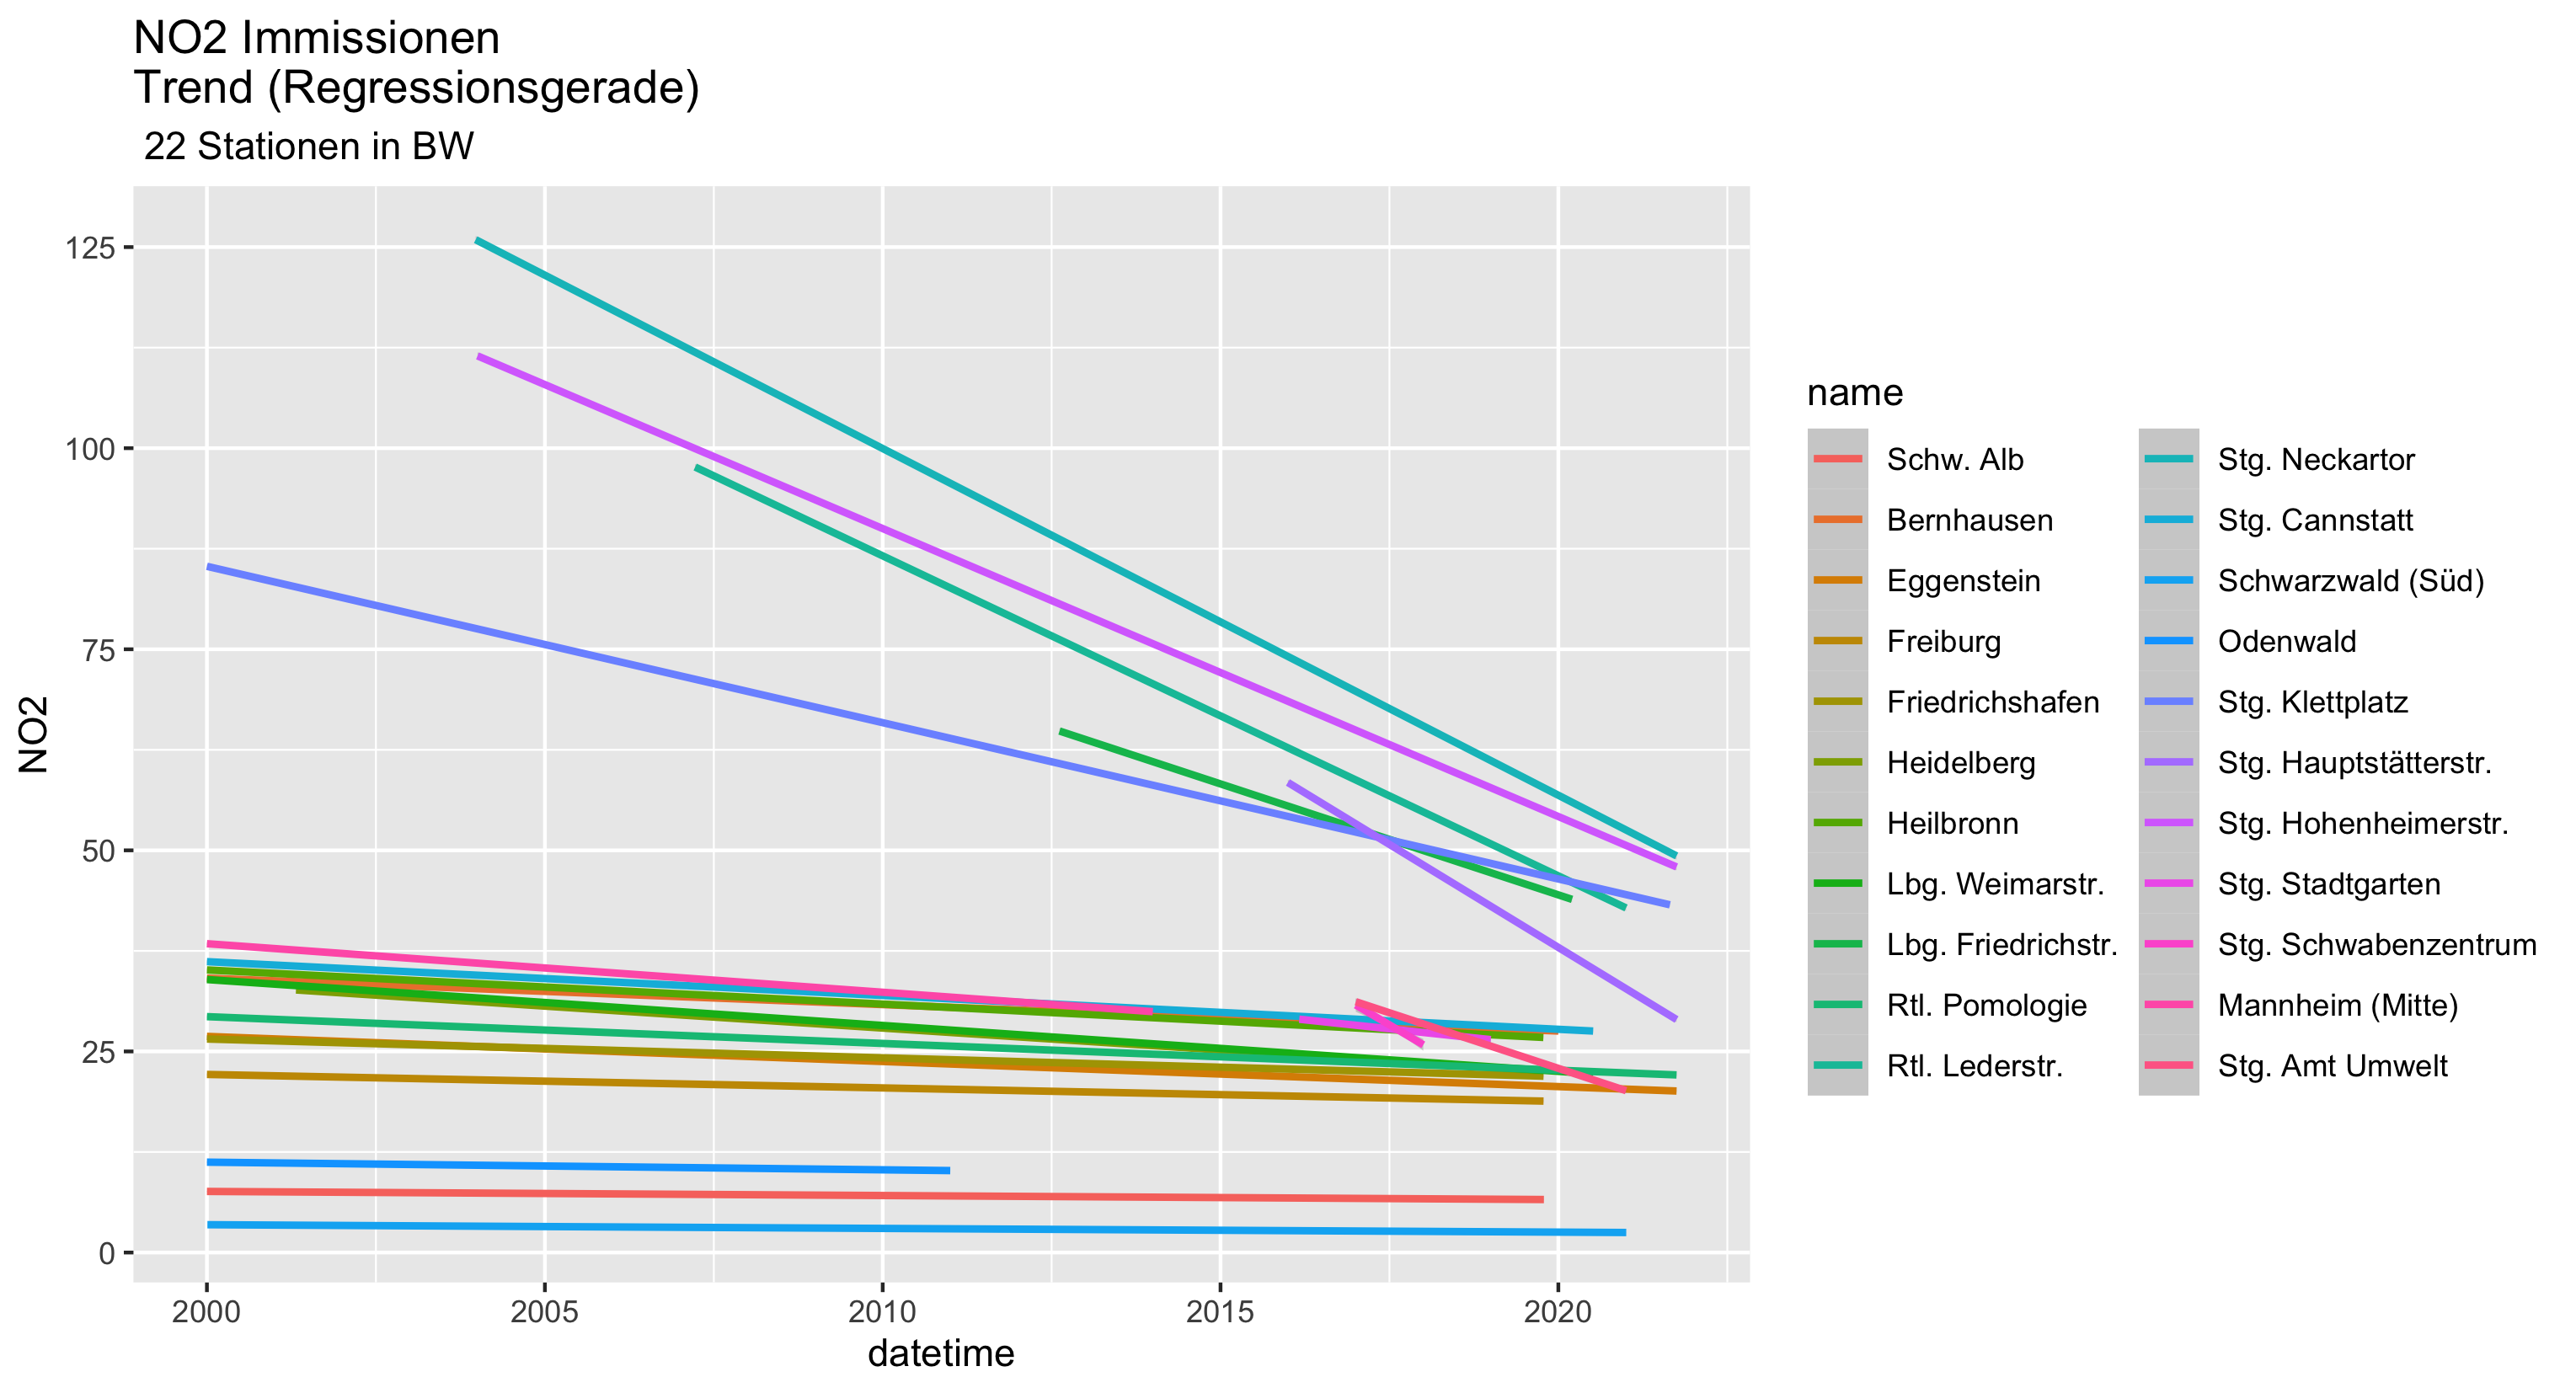 NO2 Immissionen
Trend (Regressionsgerade)
22 Stationen in BW
125
100
75
50
25
0
NO2
2000 2005 2010 2015 2020
datetime
name
Schw. Alb
Bernhausen
Eggenstein
Freiburg
Friedrichshafen
Heidelberg
Heilbronn
Lbg. Weimarstr.
Lbg. Friedrichstr.
Rtl. Pomologie
Rtl. Lederstr.
Stg. Neckartor
Stg. Cannstatt
Schwarzwald (Süd)
Odenwald
Stg. Klettplatz
Stg. Hauptstätterstr.
Stg. Hohenheimerstr.
Stg. Stadtgarten
Stg. Schwabenzentrum
Mannheim (Mitte)
Stg. Amt Umwelt